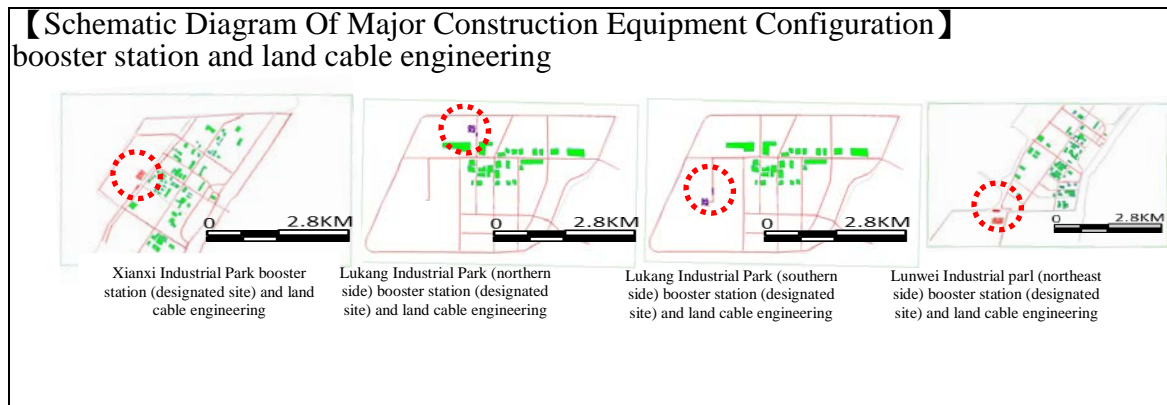 【Schematic Diagram Of Major Construction Equipment Configuration】
booster station and land cable engineering
0 2.8KM
0 2.8KM
0 2.8KM
0 2.8KM
Xianxi Industrial Park booster
station (designated site) and land
cable engineering
Lukang Industrial Park (northern
side) booster station (designated
site) and land cable engineering
Lukang Industrial Park (southern
side) booster station (designated
site) and land cable engineering
Lunwei Industrial parl (northeast
side) booster station (designated
site) and land cable engineering